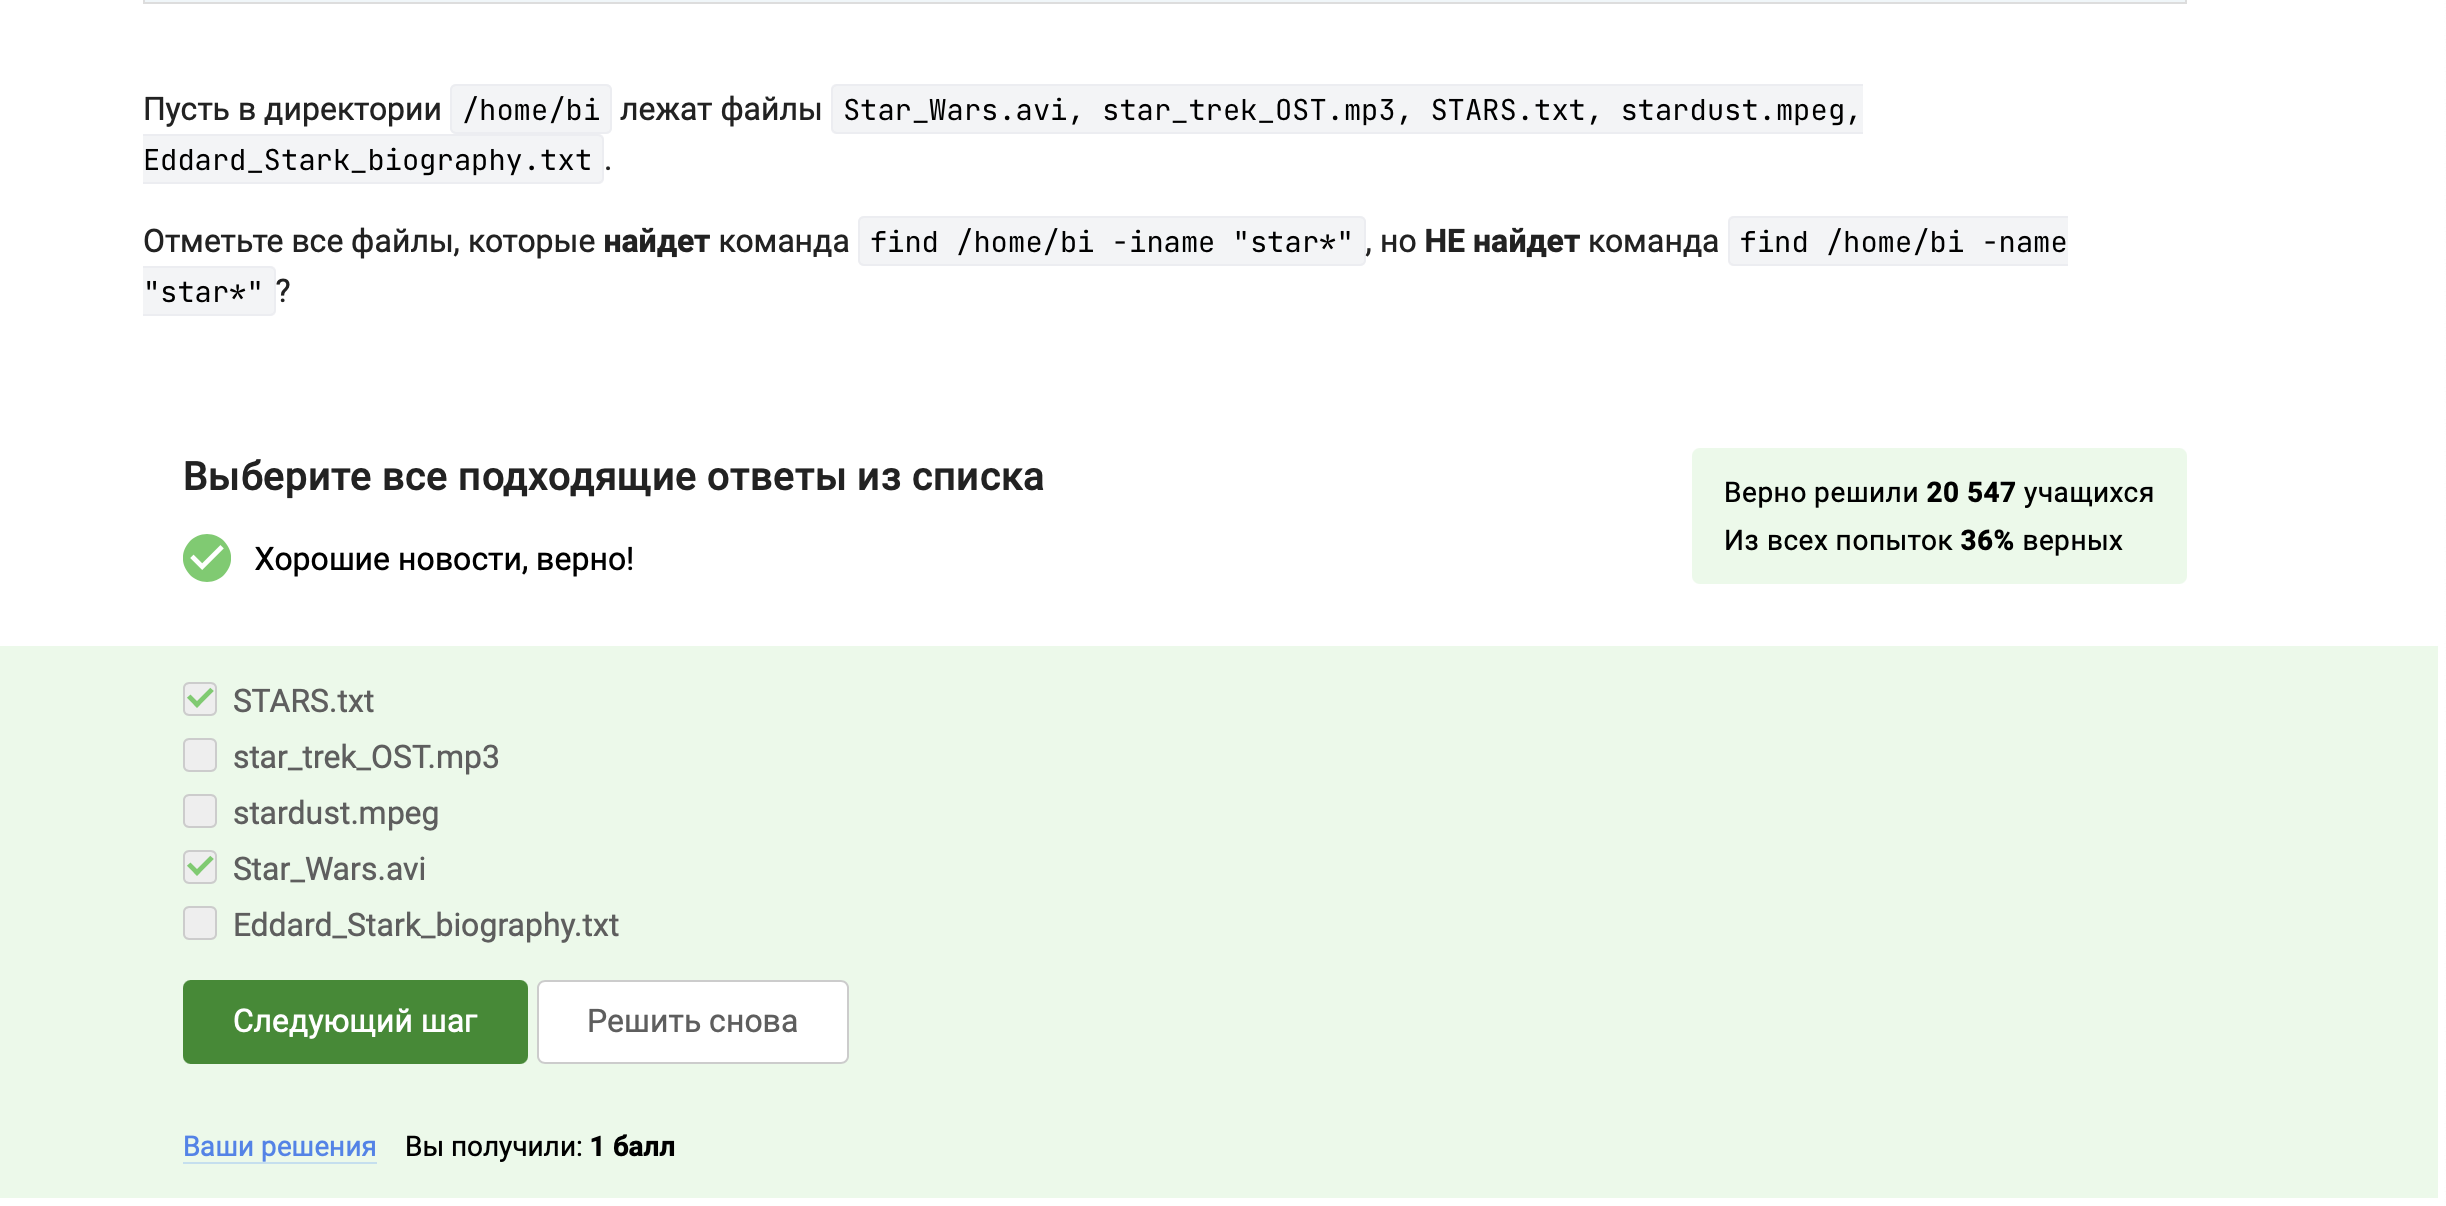 Пусть в директории /home/bi лежат файлы Star_Wars.avi, star_trek_OST.mp3, STARS.txt, stardust.mpeg,
Eddard_Stark_biography.txt.
Отметьте все файлы, которые найдет команда find /home/bi -iname "star*", но НЕ найдет команда find /home/bi -name
"star*"?
Выберите все подходящие ответы из списка
Верно решили 20 547 учащихся
Из всех попыток 36% верных
Хорошие новости, верно!
STARS.txt
star_trek_OST.mp3
stardust.mpeg
Star_Wars.avi
Eddard_Stark_biography.txt
Следующий шаг Решить снова
Ваши решения Вы получили: 1 балл